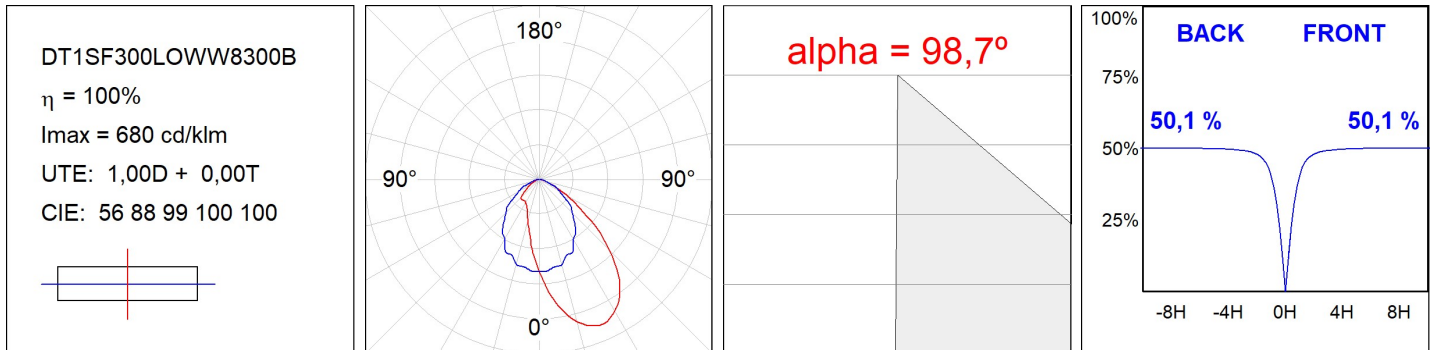 DT1SF300LOWW8300B
η = 100%
Imax = 680 cd/klm
UTE: 1,00D + 0,00T
CIE: 56 88 99 100 100
180°
90° 90°
0°
alpha = 98,7º
100%
BACK FRONT
75%
50,1 % 50,1 %
50%
25%
-8H -4H 0H 4H 8H